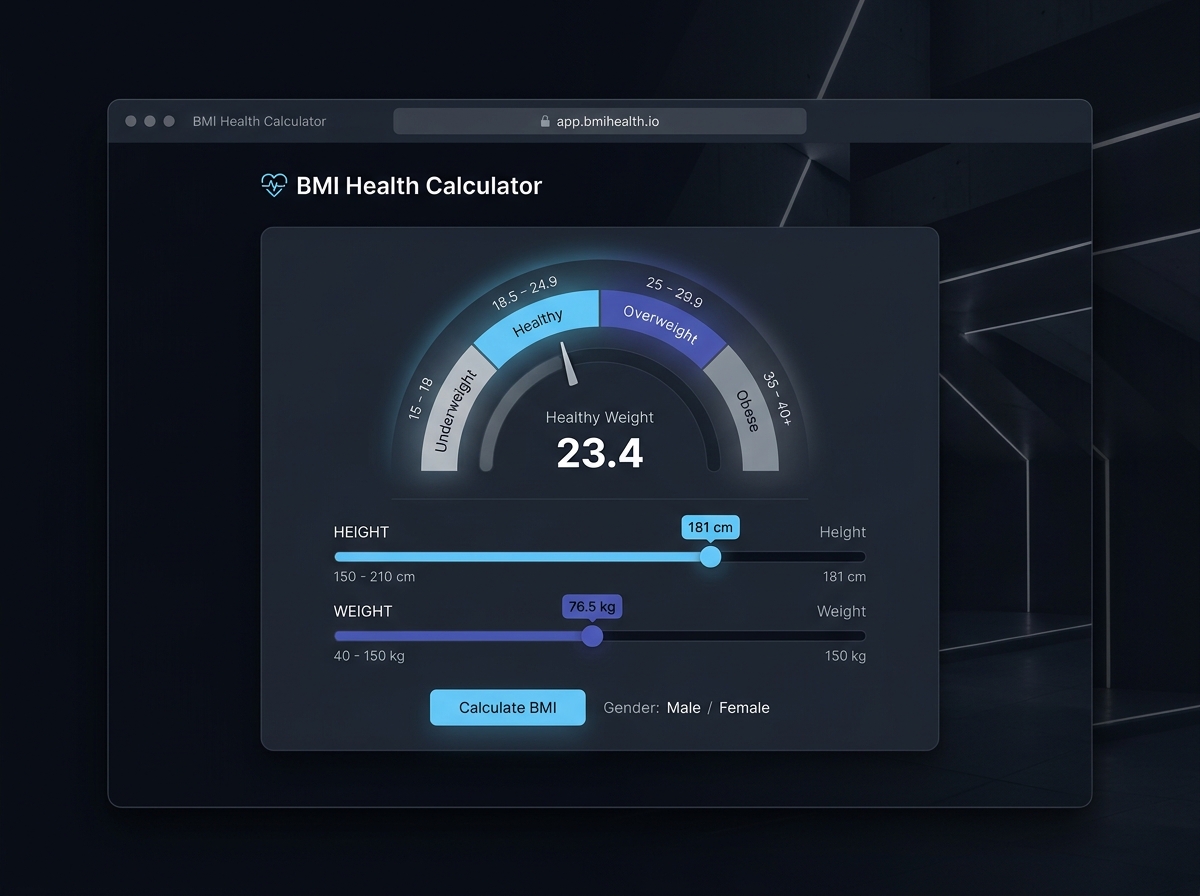 BMI Health Calculator
app.bmihealth.io
BMI Health Calculator
15 - 18
18.5 - 24.9
25 - 29.9
35 - 40+
Underweight
Healthy
Overweight
Obese
Healthy Weight
23.4
HEIGHT
181 cm
Height
150 - 210 cm
181 cm
WEIGHT
76.5 kg
Weight
40 - 150 kg
150 kg
Calculate BMI
Gender: Male / Female